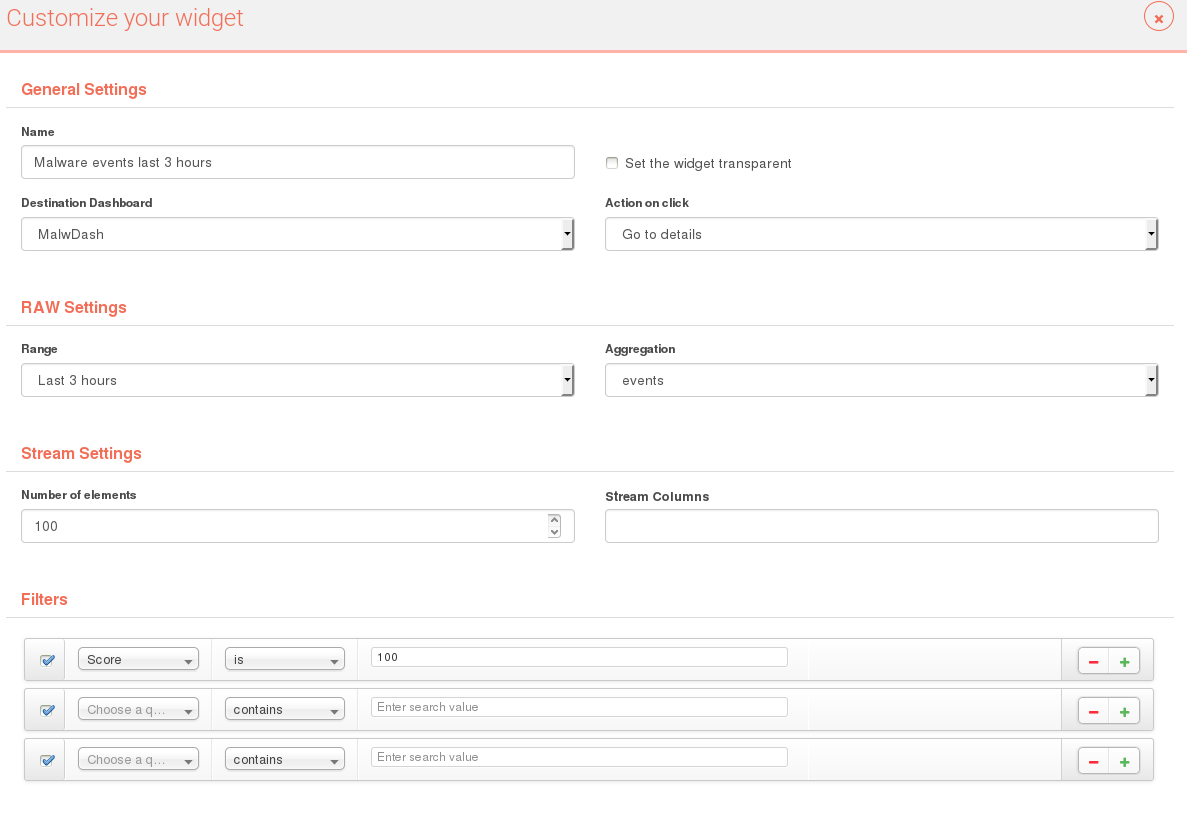 Customize your widget
General Settings
Name
Malware events last 3 hours
Set the widget transparent
Destination Dashboard
Action on click
MalwDash
Go to details
RAW Settings
Range
Aggregation
Last 3 hours
events
Stream Settings
Number of elements
Stream Columns
100
Filters
Score is 100
Choose a q... contains Enter search value
Choose a q... contains Enter search value